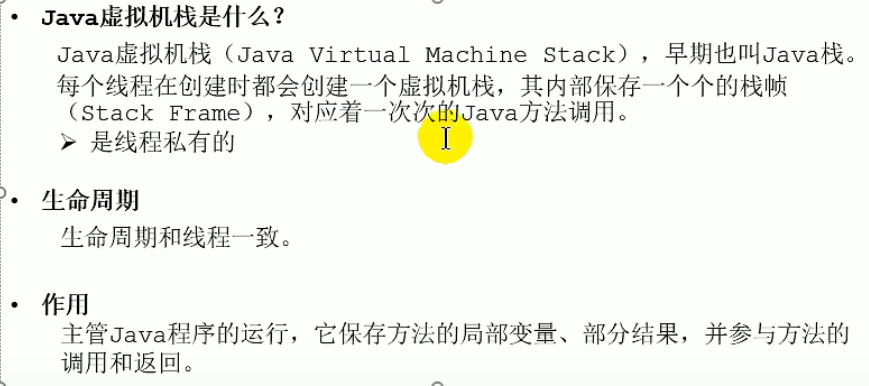 • Java虚拟机栈是什么？
Java虚拟机栈（Java Virtual Machine Stack），早期也叫Java栈。
每个线程在创建时都会创建一个虚拟机栈，其内部保存一个个的栈帧
（Stack Frame），对应着一次次的Java方法调用。
➢ 是线程私有的
• 生命周期
生命周期和线程一致。
• 作用
主管Java程序的运行，它保存方法的局部变量、部分结果，并参与方法的
调用和返回。